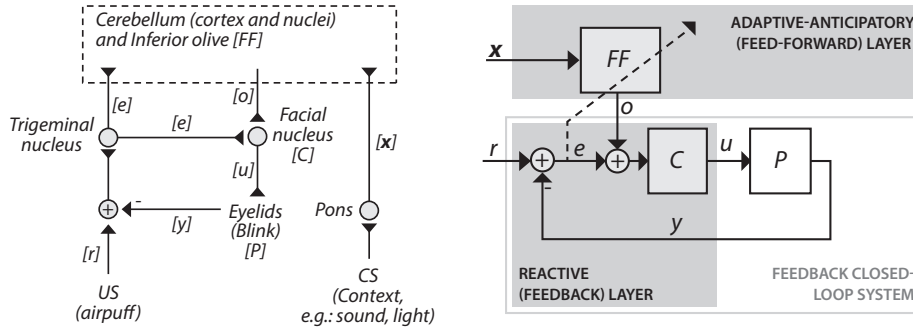 Cerebellum (cortex and nuclei)
and Inferior olive [FF]
[e]
[o]
Trigeminal
nucleus
[e]
Facial
nucleus
[C]
[x]
[u]
+
-
[y]
Eyelids
(Blink)
[P]
Pons
[r]
US
(airpuff)
CS
(Context,
e.g.: sound, light)
ADAPTIVE-ANTICIPATORY
(FEED-FORWARD) LAYER
x
FF
o
r
+
-
e
+
C
u
P
y
REACTIVE
(FEEDBACK) LAYER
FEEDBACK CLOSED-
LOOP SYSTEM